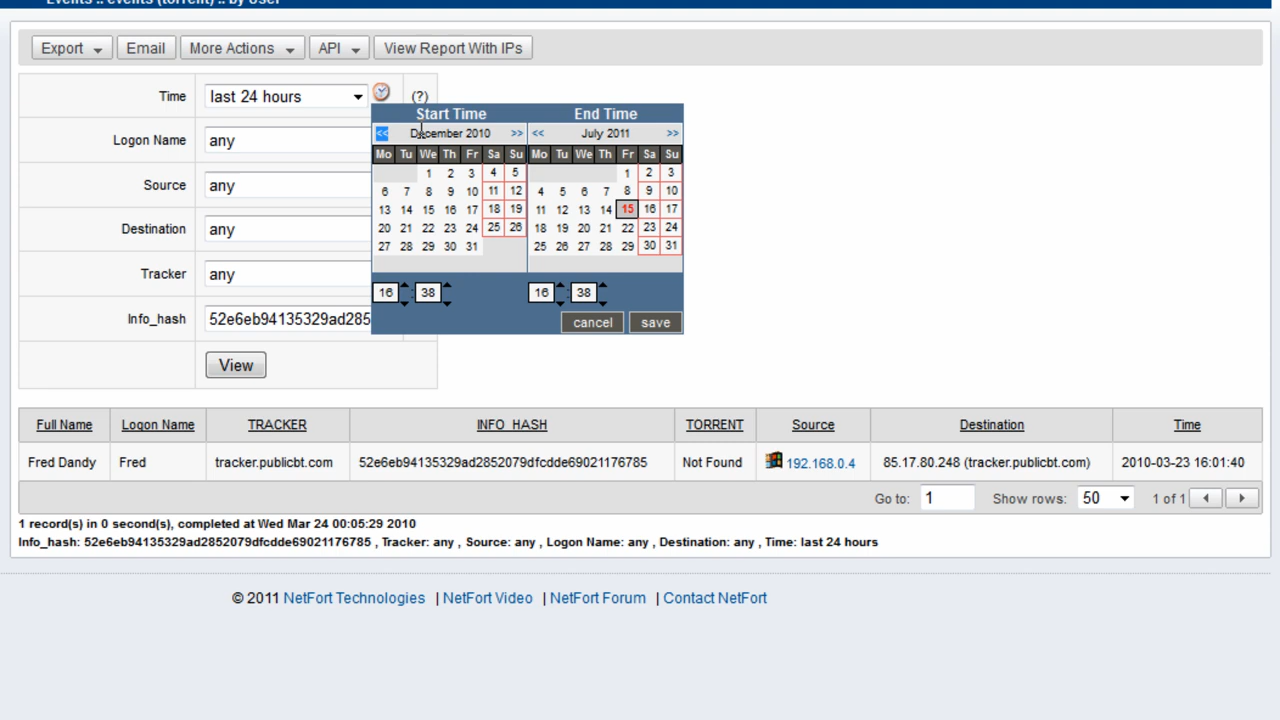 Events :: events (torrent) :: by User
Export Email More Actions API View Report With IPs
Time last 24 hours (?)
Start Time End Time
<< December 2010 >> << July 2011 >>
Mo Tu We Th Fr Sa Su Mo Tu We Th Fr Sa Su
1 2 3 4 5 1 2 3
6 7 8 9 10 11 12 4 5 6 7 8 9 10
13 14 15 16 17 18 19 11 12 13 14 15 16 17
20 21 22 23 24 25 26 18 19 20 21 22 23 24
27 28 29 30 31 25 26 27 28 29 30 31
16 : 38 16 : 38
cancel save
Logon Name any
Source any
Destination any
Tracker any
Info_hash 52e6eb94135329ad285
View
Full Name Logon Name TRACKER INFO_HASH TORRENT Source Destination Time
Fred Dandy Fred tracker.publicbt.com 52e6eb94135329ad2852079dfcdde69021176785 Not Found 192.168.0.4 85.17.80.248 (tracker.publicbt.com) 2010-03-23 16:01:40
Go to: 1 Show rows: 50 1 of 1
1 record(s) in 0 second(s), completed at Wed Mar 24 00:05:29 2010
Info_hash: 52e6eb94135329ad2852079dfcdde69021176785 , Tracker: any , Source: any , Logon Name: any , Destination: any , Time: last 24 hours
© 2011 NetFort Technologies | NetFort Video | NetFort Forum | Contact NetFort